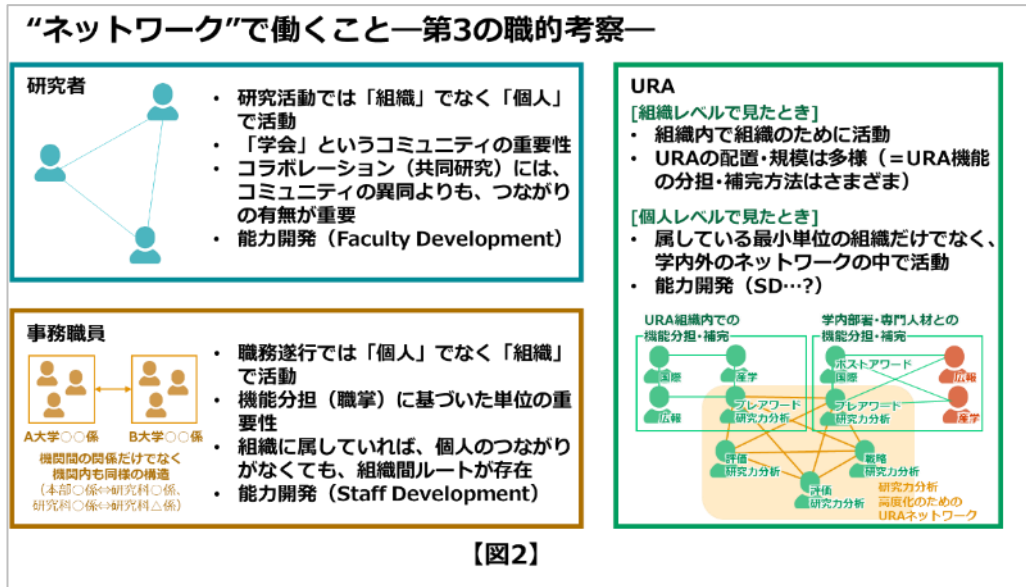 “ネットワーク”で働くこと―第3の職的考察―
研究者
• 研究活動では「組織」でなく「個人」
で活動
• 「学会」というコミュニティの重要性
• コラボレーション（共同研究）には、
コミュニティの異同よりも、つながり
の有無が重要
• 能力開発（Faculty Development）
事務職員
A大学○○係
B大学○○係
機関間の関係だけでなく
機関内も同様の構造
（本部○係⇔研究科○係、
研究科○係⇔研究科△係）
• 職務遂行では「個人」でなく「組織」
で活動
• 機能分担（職掌）に基づいた単位の重
要性
• 組織に属していれば、個人のつながり
がなくても、組織間ルートが存在
• 能力開発（Staff Development）
URA
[組織レベルで見たとき]
• 組織内で組織のために活動
• URAの配置・規模は多様（＝URA機能
の分担・補完方法はさまざま）
[個人レベルで見たとき]
• 属している最小単位の組織だけでなく、
学内外のネットワークの中で活動
• 能力開発（SD…?）
URA組織内での
機能分担・補完
国際
産学
広報
プレアワード
研究力分析
学内部署・専門人材との
機能分担・補完
ポストアワード
国際
広報
プレアワード
研究力分析
産学
評価
研究力分析
戦略
研究力分析
評価
研究力分析
研究力分析
高度化のための
URAネットワーク
【図2】